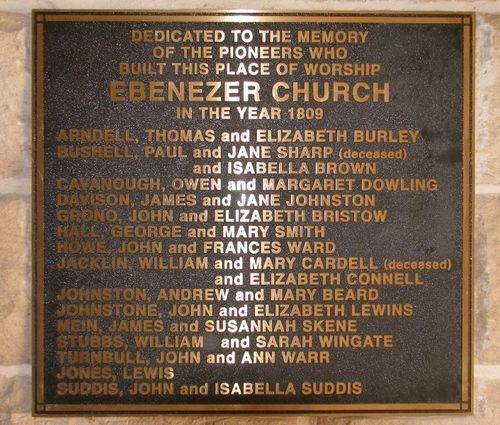 DEDICATED TO THE MEMORY
OF THE PIONEERS WHO
BUILT THIS PLACE OF WORSHIP
EBENEZER CHURCH
IN THE YEAR 1809
ARNDELL, THOMAS and ELIZABETH BURLEY
BUSHELL, PAUL and JANE SHARP (deceased)
and ISABELLA BROWN
CAVANOUGH, OWEN and MARGARET DOWLING
DAVISON, JAMES and JANE JOHNSTON
GRONO, JOHN and ELIZABETH BRISTOW
HALL, GEORGE and MARY SMITH
HOWE, JOHN and FRANCES WARD
JACKLIN, WILLIAM and MARY CARDELL (deceased)
and ELIZABETH CONNELL
JOHNSTON, ANDREW and MARY BEARD
JOHNSTONE, JOHN and ELIZABETH LEWINS
MEIN, JAMES and SUSANNAH SKENE
STUBBS, WILLIAM and SARAH WINGATE
TURNBULL, JOHN and ANN WARR
JONES, LEWIS
SUDDIS, JOHN and ISABELLA SUDDIS